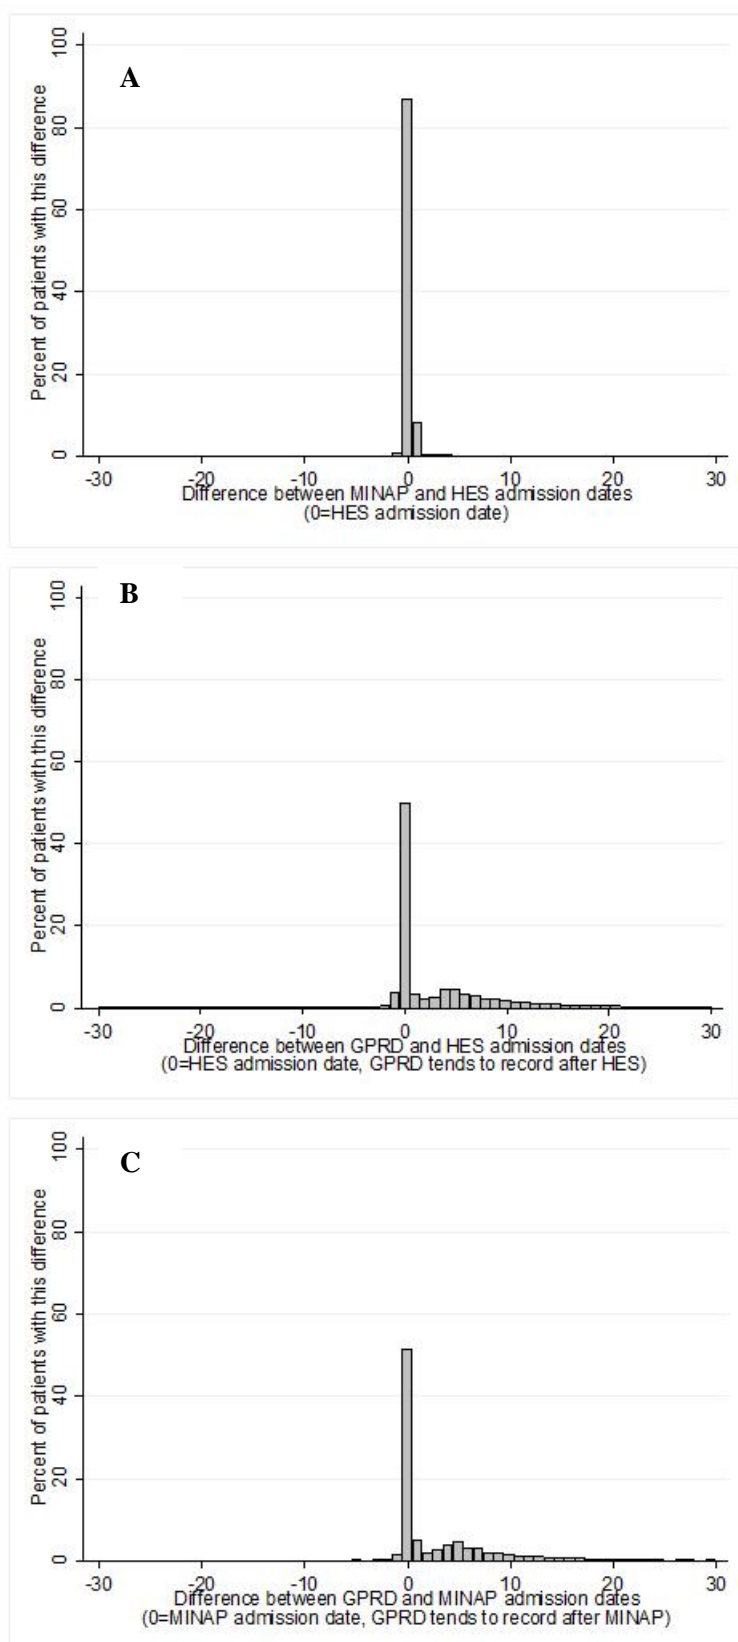 A
Percent of patients with this difference
100
80
60
40
20
0
-30 -20 -10 0 10 20 30
Difference between MINAP and HES admission dates
(0=HES admission date)
B
Percent of patients with this difference
100
80
60
40
20
0
-30 -20 -10 0 10 20 30
Difference between GPRD and HES admission dates
(0=HES admission date, GPRD tends to record after HES)
C
Percent of patients with this difference
100
80
60
40
20
0
-30 -20 -10 0 10 20 30
Difference between GPRD and MINAP admission dates
(0=MINAP admission date, GPRD tends to record after MINAP)